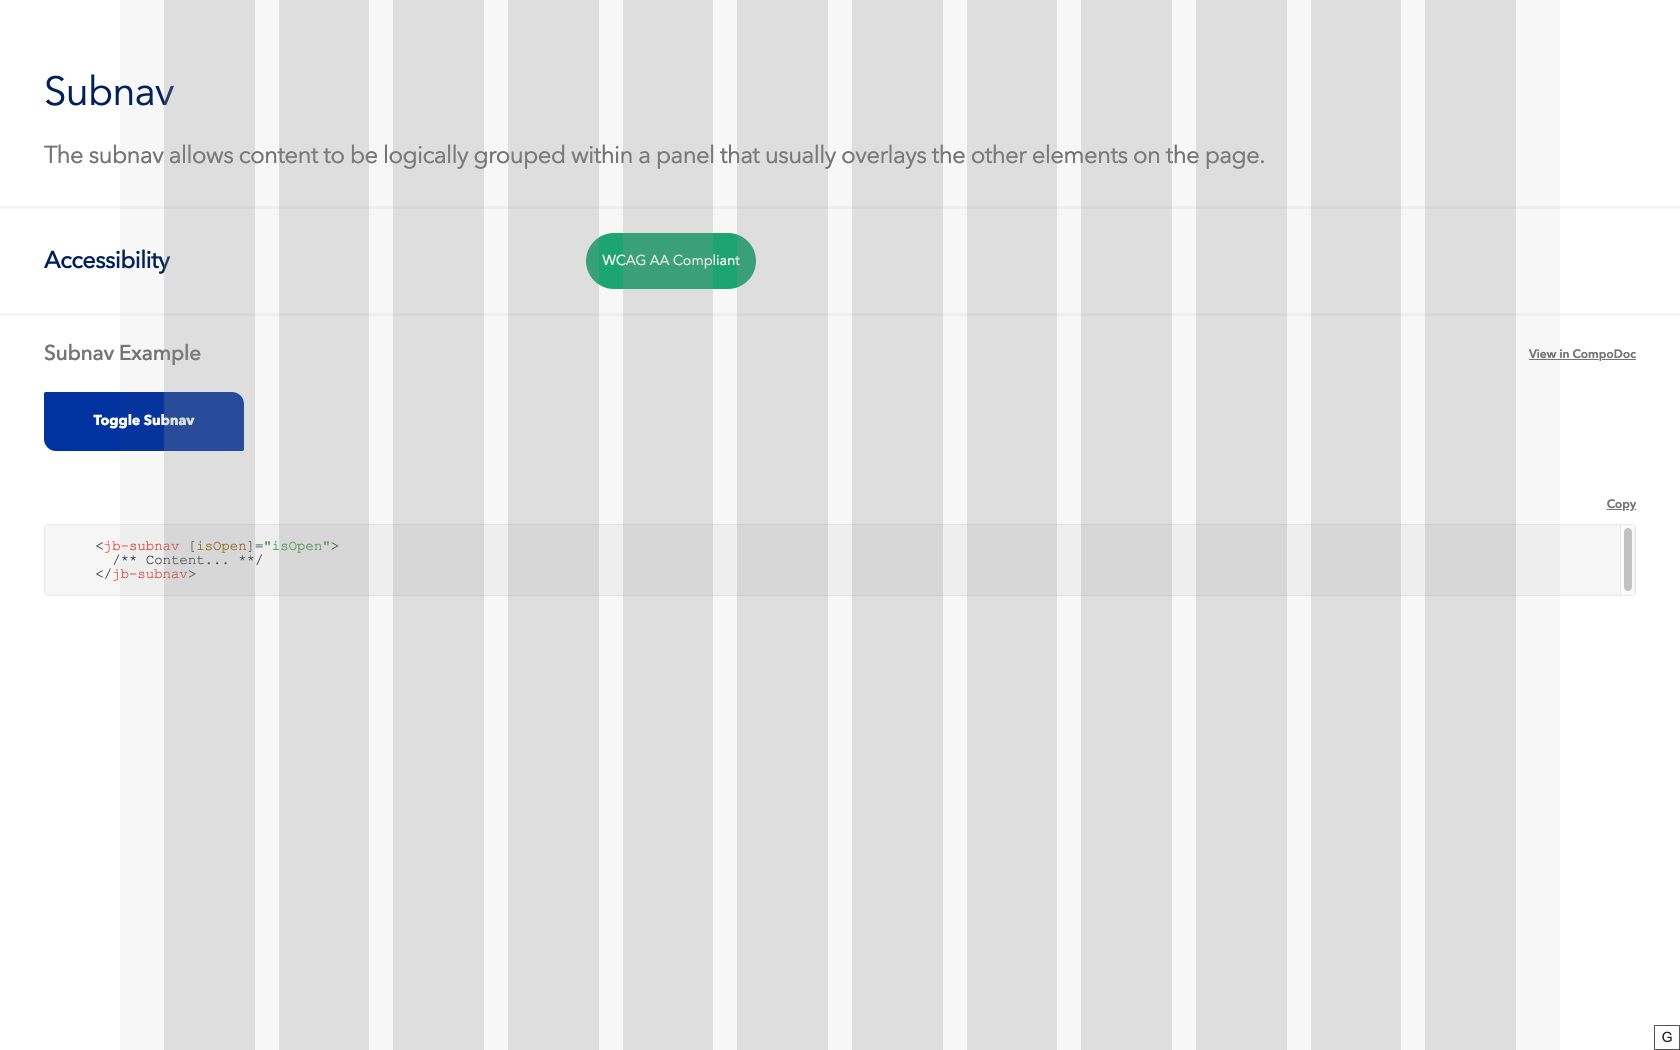 Subnav
The subnav allows content to be logically grouped within a panel that usually overlays the other elements on the page.
Accessibility
WCAG AA Compliant
Subnav Example
View in CompoDoc
Toggle Subnav
Copy
<jb-subnav [isOpen]="isOpen">
/** Content... **/
</jb-subnav>
G